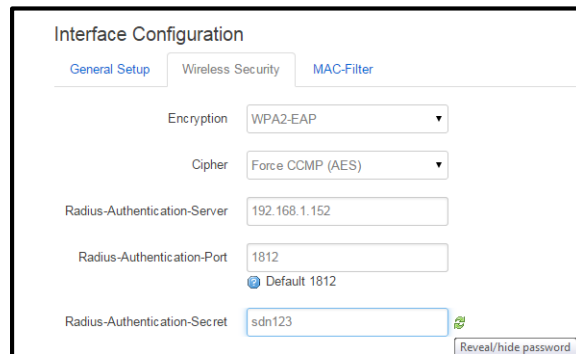 Interface Configuration
General Setup Wireless Security MAC-Filter
Encryption WPA2-EAP
Cipher Force CCMP (AES)
Radius-Authentication-Server 192.168.1.152
Radius-Authentication-Port 1812
Default 1812
Radius-Authentication-Secret sdn123
Reveal/hide password